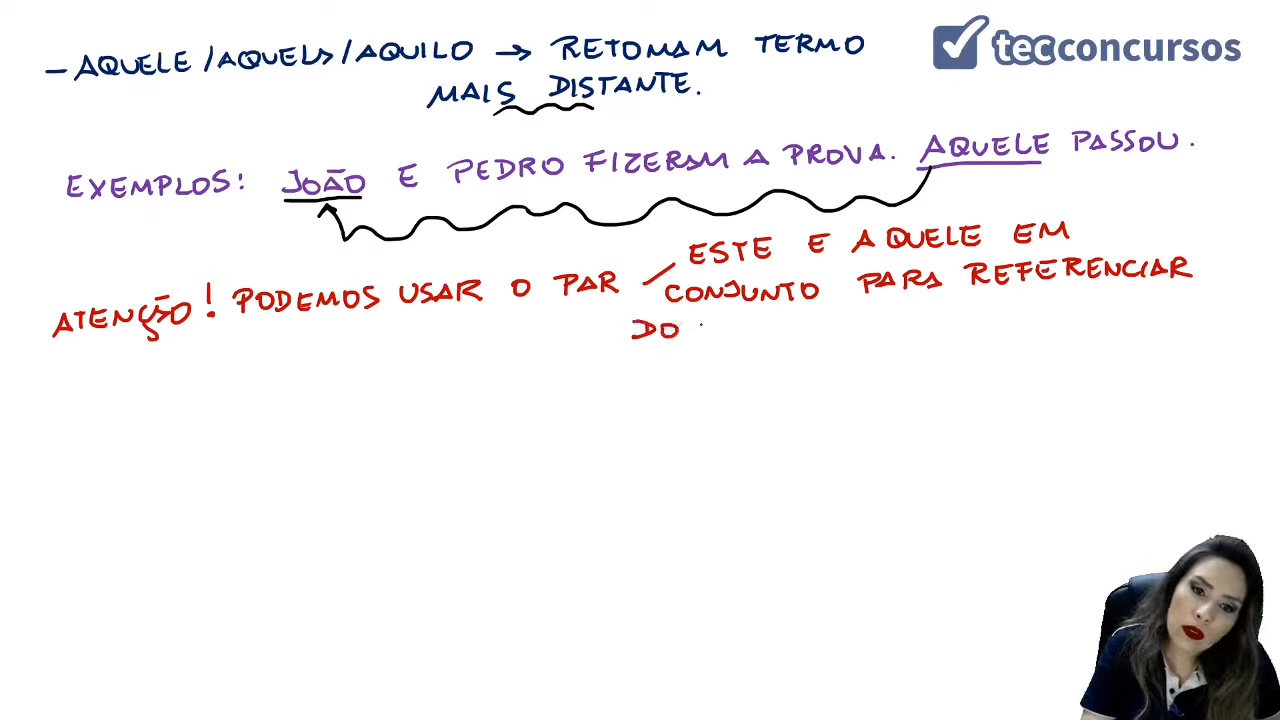 tecconcursos
- AQUELE / AQUELA / AQUILO → RETOMAM TERMO
MAIS DISTANTE.
EXEMPLOS: JOÃO E PEDRO FIZERAM A PROVA. AQUELE PASSOU.
ESTE E AQUELE EM
ATENÇÃO! PODEMOS USAR O PAR / CONJUNTO PARA REFERENCIAR
DO